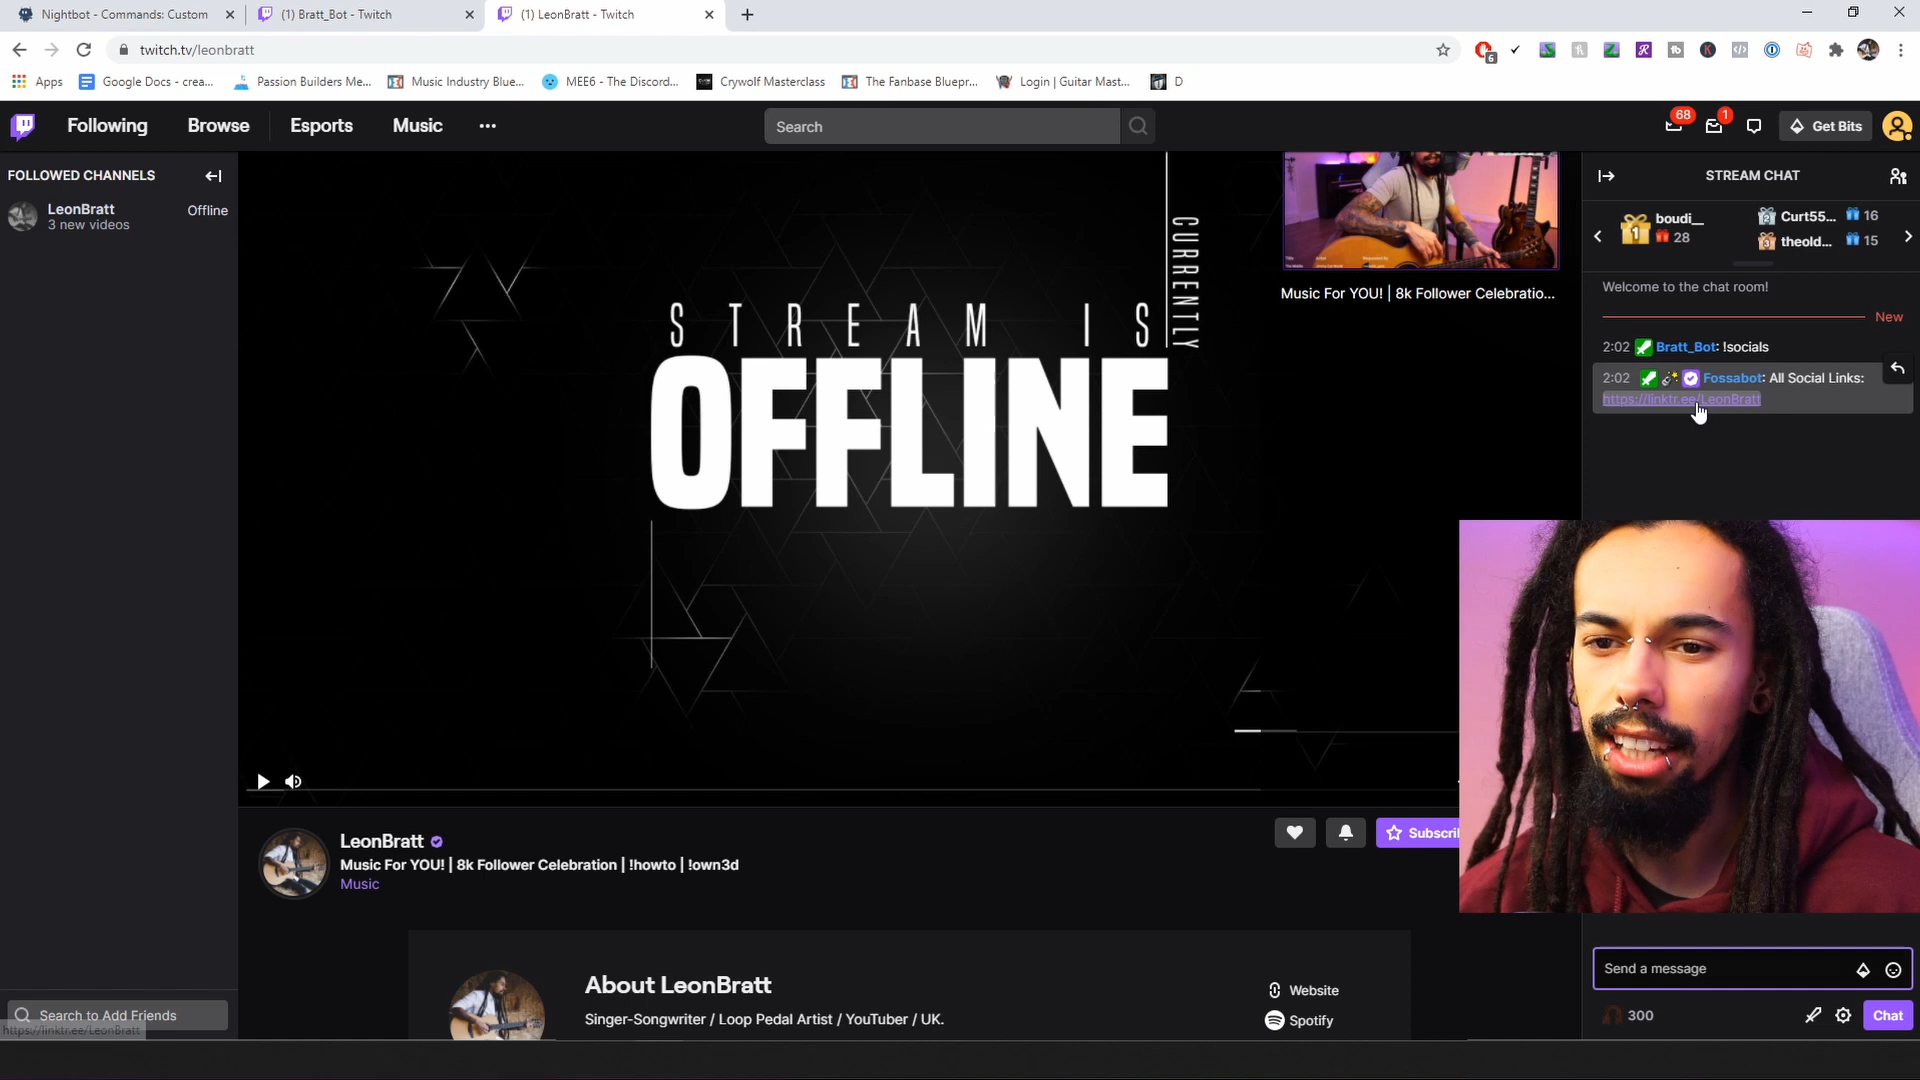 Nightbot - Commands: Custom
(1) Bratt_Bot - Twitch
(1) LeonBratt - Twitch
twitch.tv/leonbratt
6
Apps
Google Docs - crea...
Passion Builders Me...
Music Industry Blue...
MEE6 - The Discord...
Crywolf Masterclass
The Fanbase Bluepr...
Login | Guitar Mast...
D
Following
Browse
Esports
Music
Search
68
1
Get Bits
FOLLOWED CHANNELS
LeonBratt
Offline
3 new videos
STREAM IS
CURRENTLY
OFFLINE
Music For YOU! | 8k Follower Celebratio...
STREAM CHAT
1
boudi__
28
2
Curt55...
16
3
theold...
15
Welcome to the chat room!
New
2:02 Bratt_Bot: !socials
2:02 Fossabot: All Social Links:
https://linktr.ee/LeonBratt
LeonBratt
Music For YOU! | 8k Follower Celebration | !howto | !own3d
Music
Subscri
About LeonBratt
Singer-Songwriter / Loop Pedal Artist / YouTuber / UK.
Website
Spotify
Search to Add Friends
https://linktr.ee/LeonBratt
Send a message
300
Chat